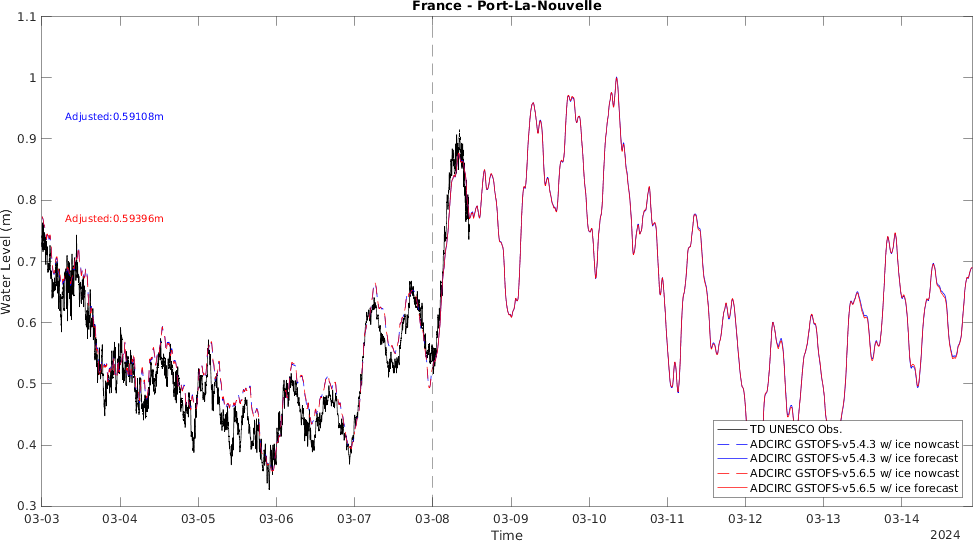 France - Port-La-Nouvelle
1.1
1
0.9
0.8
0.7
0.6
0.5
0.4
0.3
Water Level (m)
Adjusted:0.59108m
Adjusted:0.59396m
TD UNESCO Obs.
ADCIRC GSTOFS-v5.4.3 w/ ice nowcast
ADCIRC GSTOFS-v5.4.3 w/ ice forecast
ADCIRC GSTOFS-v5.6.5 w/ ice nowcast
ADCIRC GSTOFS-v5.6.5 w/ ice forecast
03-03 03-04 03-05 03-06 03-07 03-08 03-09 03-10 03-11 03-12 03-13 03-14
Time
2024